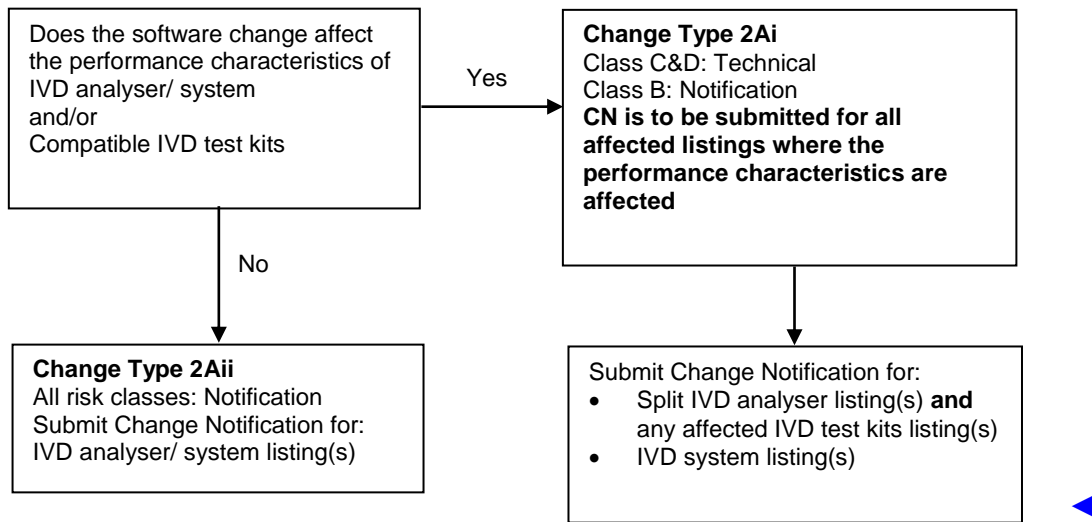 Does the software change affect
the performance characteristics of
IVD analyser/ system
and/or
Compatible IVD test kits
Yes
Change Type 2Ai
Class C&D: Technical
Class B: Notification
CN is to be submitted for all
affected listings where the
performance characteristics are
affected
No
Change Type 2Aii
All risk classes: Notification
Submit Change Notification for:
IVD analyser/ system listing(s)
Submit Change Notification for:
• Split IVD analyser listing(s) and
any affected IVD test kits listing(s)
• IVD system listing(s)